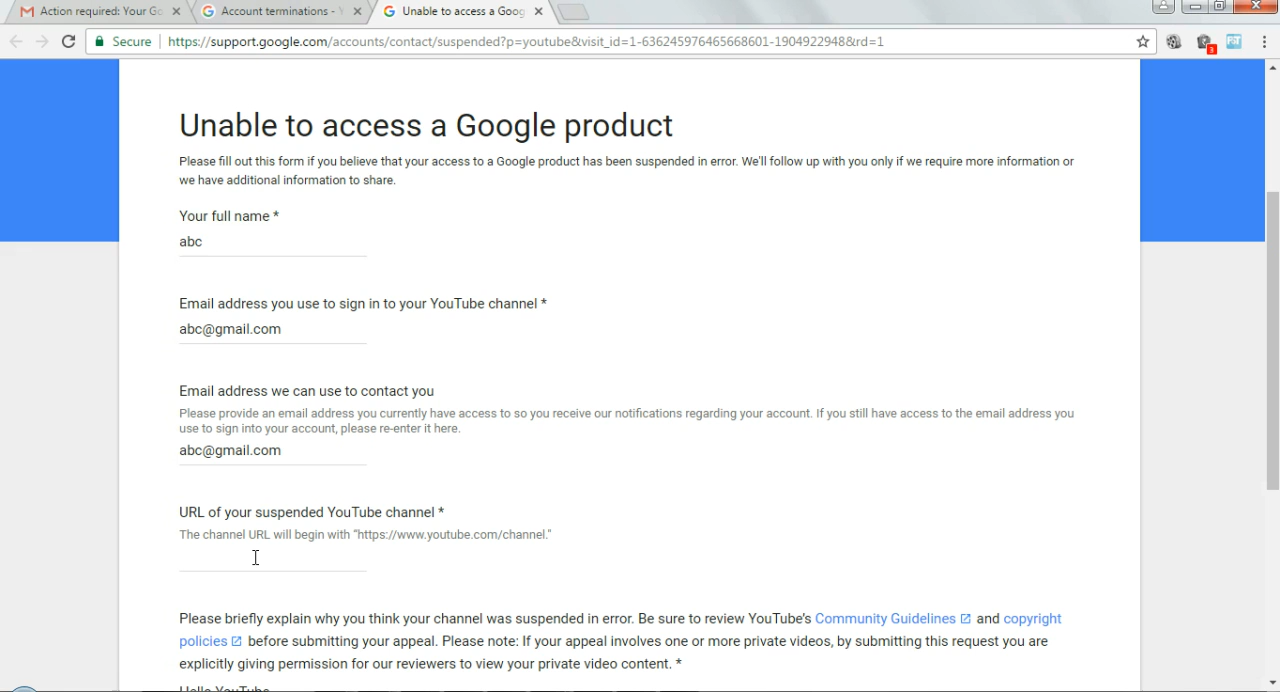 Action required: Your Go
Account terminations - Y
Unable to access a Goog
Secure
https://support.google.com/accounts/contact/suspended?p=youtube&visit_id=1-636245976465668601-1904922948&rd=1
3
Unable to access a Google product
Please fill out this form if you believe that your access to a Google product has been suspended in error. We'll follow up with you only if we require more information or
we have additional information to share.
Your full name *
abc
Email address you use to sign in to your YouTube channel *
abc@gmail.com
Email address we can use to contact you
Please provide an email address you currently have access to so you receive our notifications regarding your account. If you still have access to the email address you
use to sign into your account, please re-enter it here.
abc@gmail.com
URL of your suspended YouTube channel *
The channel URL will begin with "https://www.youtube.com/channel."
Please briefly explain why you think your channel was suspended in error. Be sure to review YouTube's Community Guidelines and copyright
policies before submitting your appeal. Please note: If your appeal involves one or more private videos, by submitting this request you are
explicitly giving permission for our reviewers to view your private video content. *
Hello YouTube